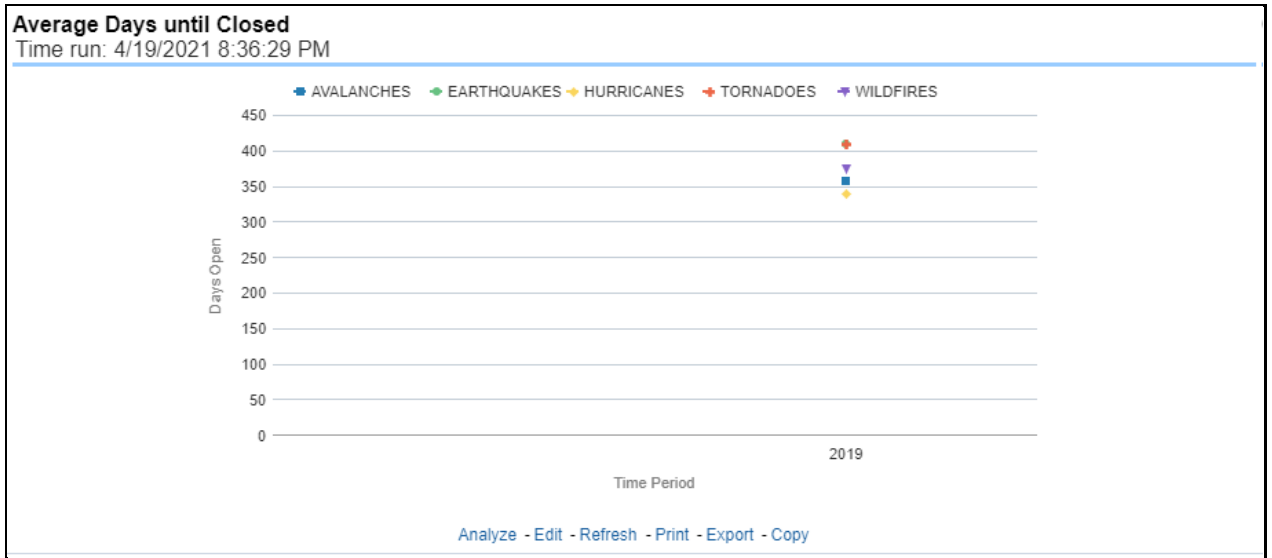 Average Days until Closed
Time run: 4/19/2021 8:36:29 PM
AVALANCHES EARTHQUAKES HURRICANES TORNADOES WILDFIRES
450
400
350
300
250
200
150
100
50
0
Days Open
2019
Time Period
Analyze - Edit - Refresh - Print - Export - Copy